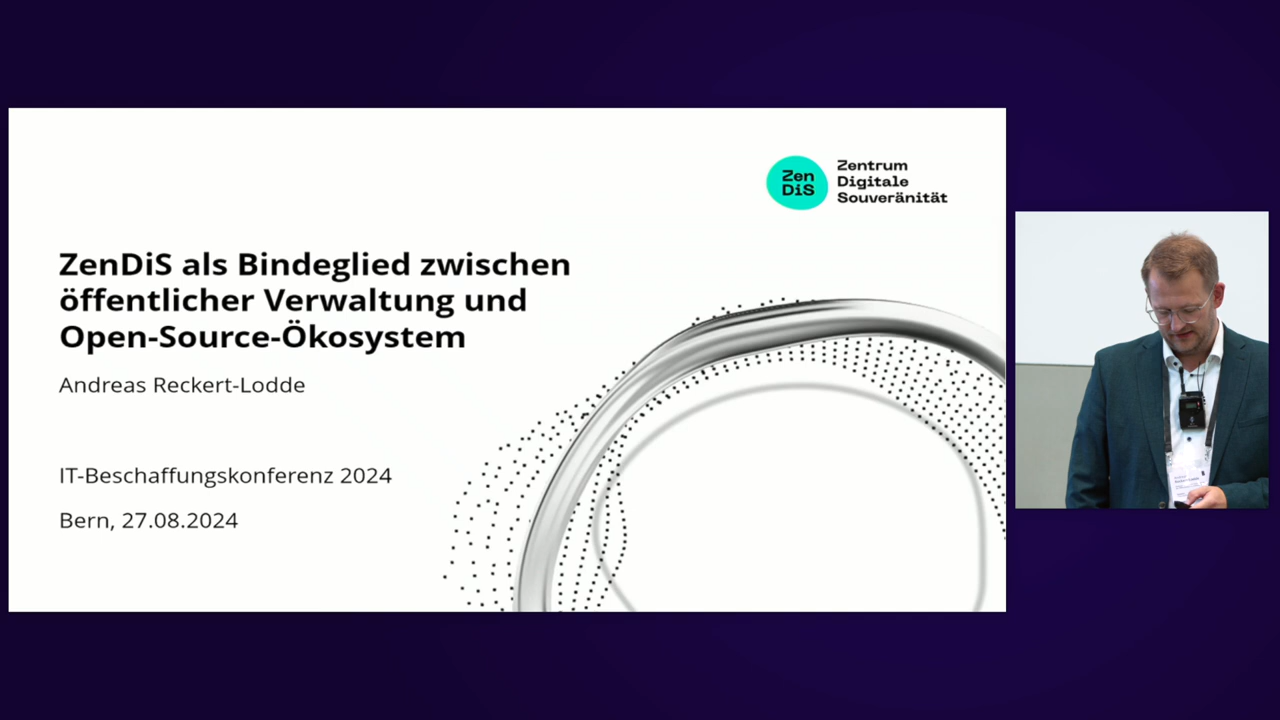 Zen
DiS
Zentrum
Digitale
Souveränität
ZenDiS als Bindeglied zwischen
öffentlicher Verwaltung und
Open-Source-Ökosystem
Andreas Reckert-Lodde
IT-Beschaffungskonferenz 2024
Bern, 27.08.2024